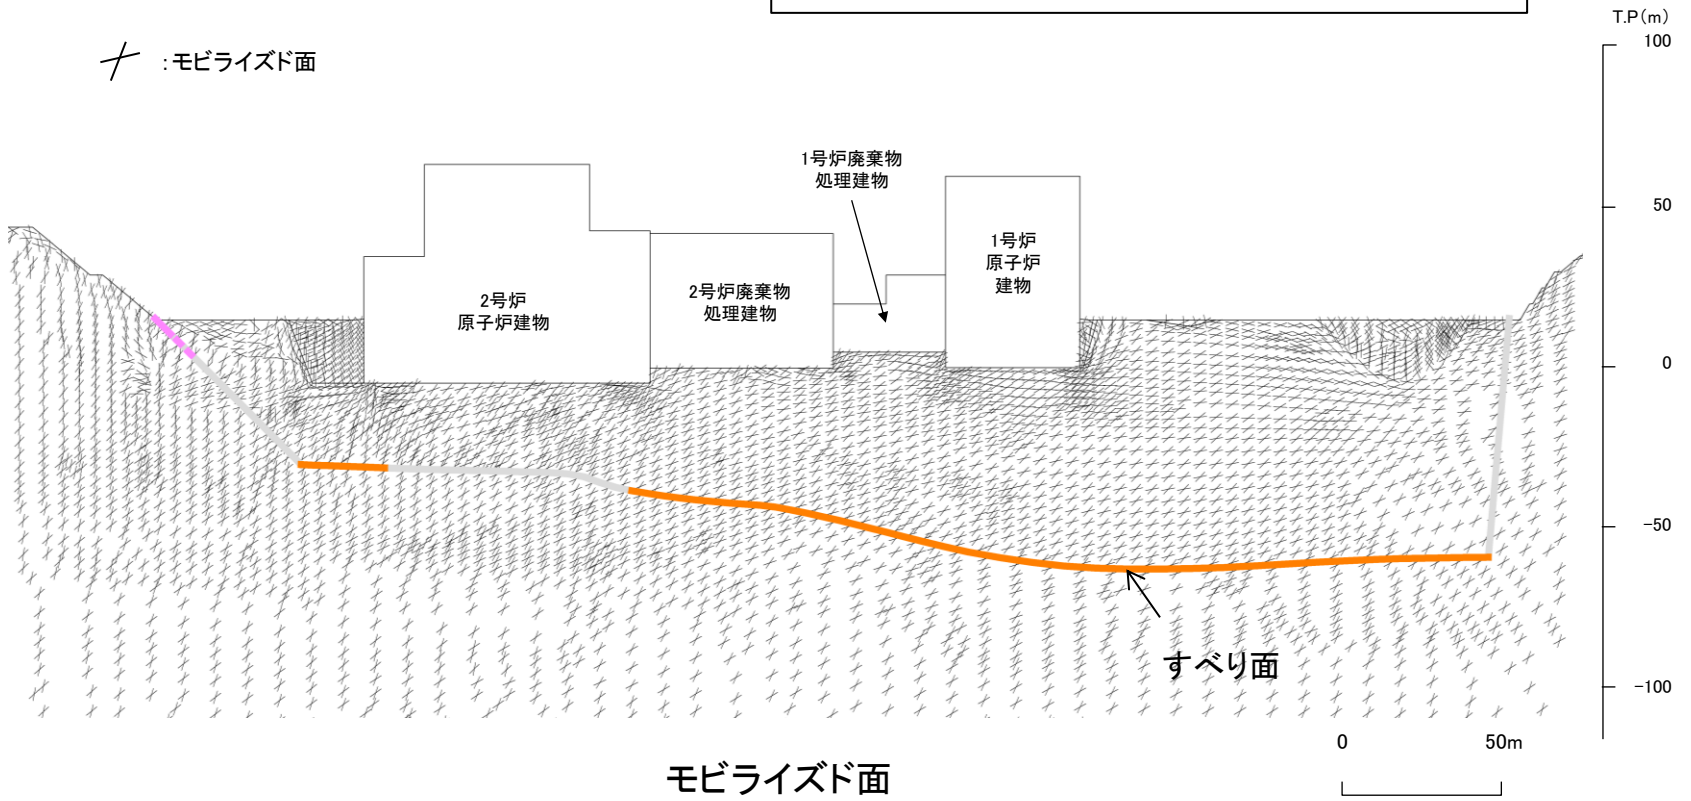 T.P(m)
100
:モビライズド面
1号炉廃棄物
処理建物
50
1号炉
原子炉
建物
2号炉廃棄物
処理建物
2号炉
原子炉建物
0
-50
すべり面
-100
0 50m
モビライズド面